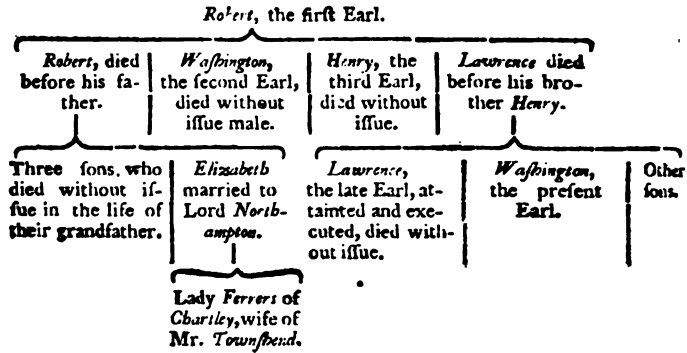 Robert, the firſt Earl.
Robert, died
before his fa-
ther.
Waſhington,
the ſecond Earl,
died without
iſſue male.
Henry, the
third Earl,
died without
iſſue.
Lawrence died
before his bro-
ther Henry.
Three ſons, who
died without iſ-
ſue in the life of
their grandfather.
Elizabeth
married to
Lord North-
ampton.
Lawrence,
the late Earl, at-
tainted and exe-
cuted, died with-
out iſſue.
Waſhington,
the preſent
Earl.
Other
ſons.
Lady Ferrers of
Chartley, wife of
Mr. Townſhend.